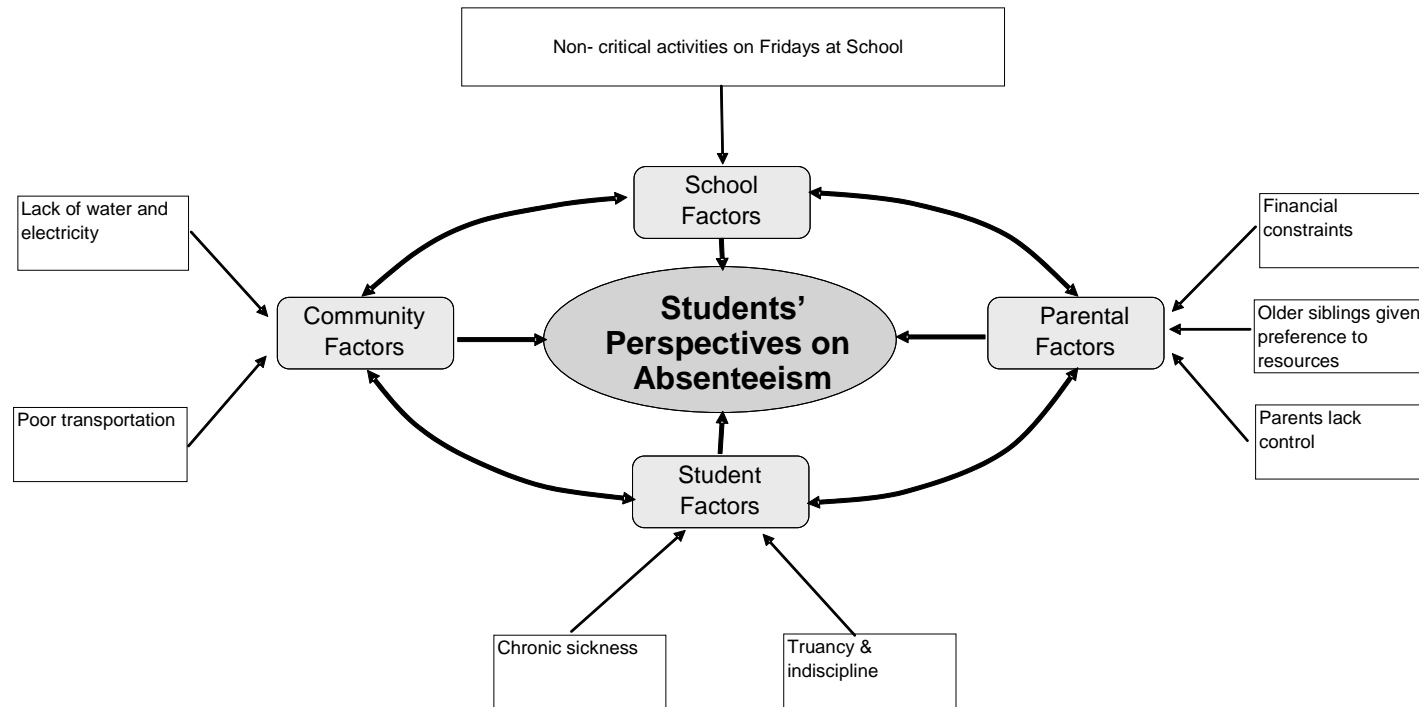 Non- critical activities on Fridays at School
School
Factors
Lack of water and
electricity
Financial
constraints
Community
Factors
Students’
Perspectives on
Absenteeism
Parental
Factors
Older siblings given
preference to
resources
Poor transportation
Parents lack
control
Student
Factors
Chronic sickness
Truancy &
indiscipline